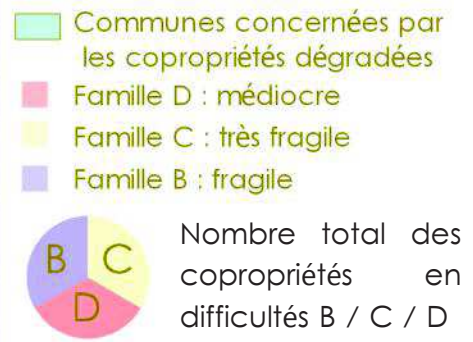 Communes concernées par
les copropriétés dégradées
Famille D : médiocre
Famille C : très fragile
Famille B : fragile
B C
D
Nombre total des
copropriétés en
difficultés B / C / D